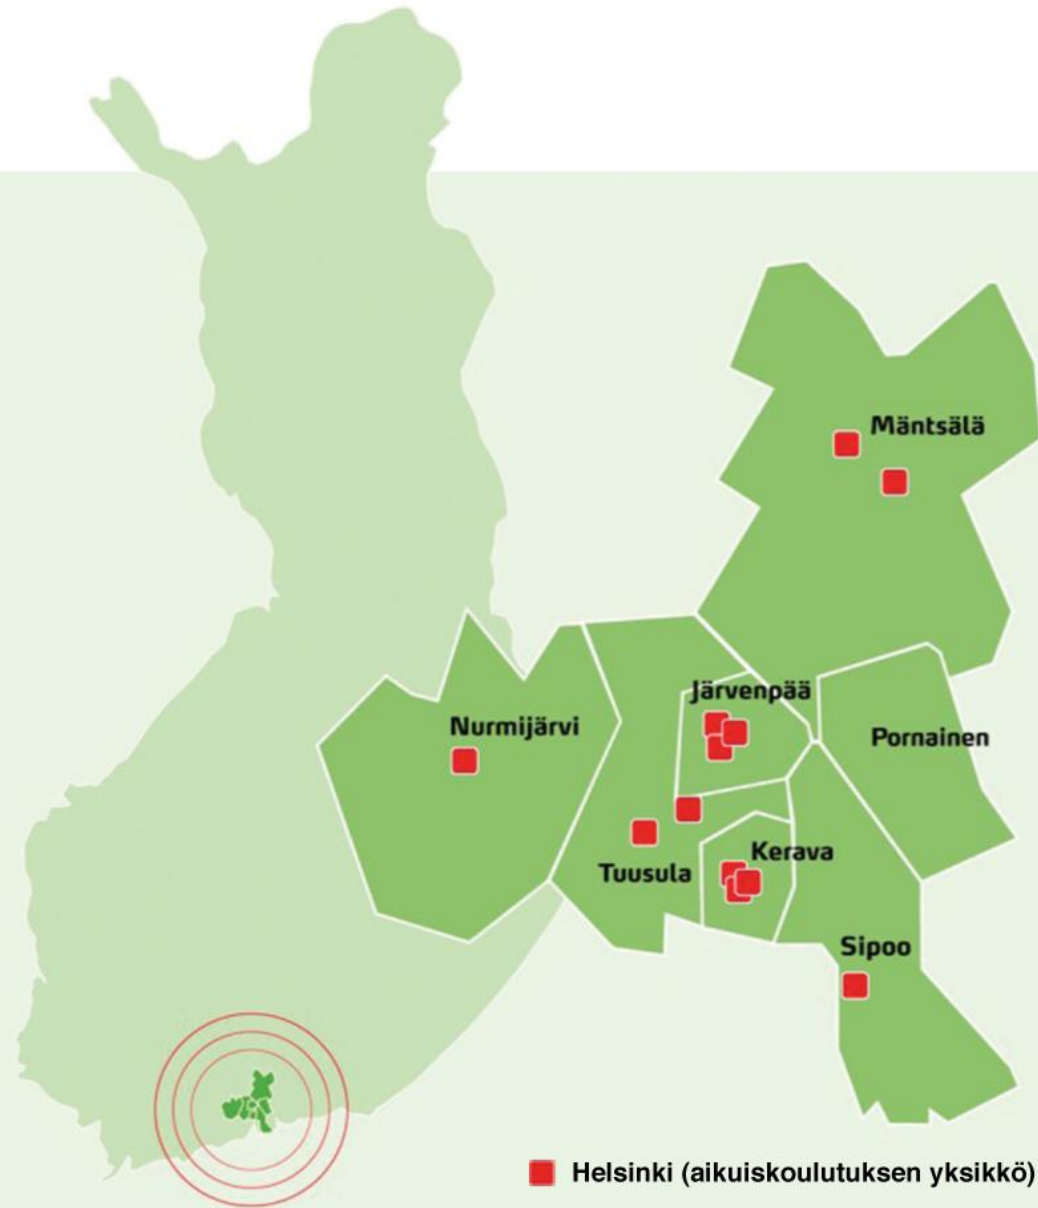 Mäntsälä
Järvenpää
Nurmijärvi
Pornainen
Kerava
Tuusula
Sipoo
Helsinki (aikuiskoulutuksen yksikkö)